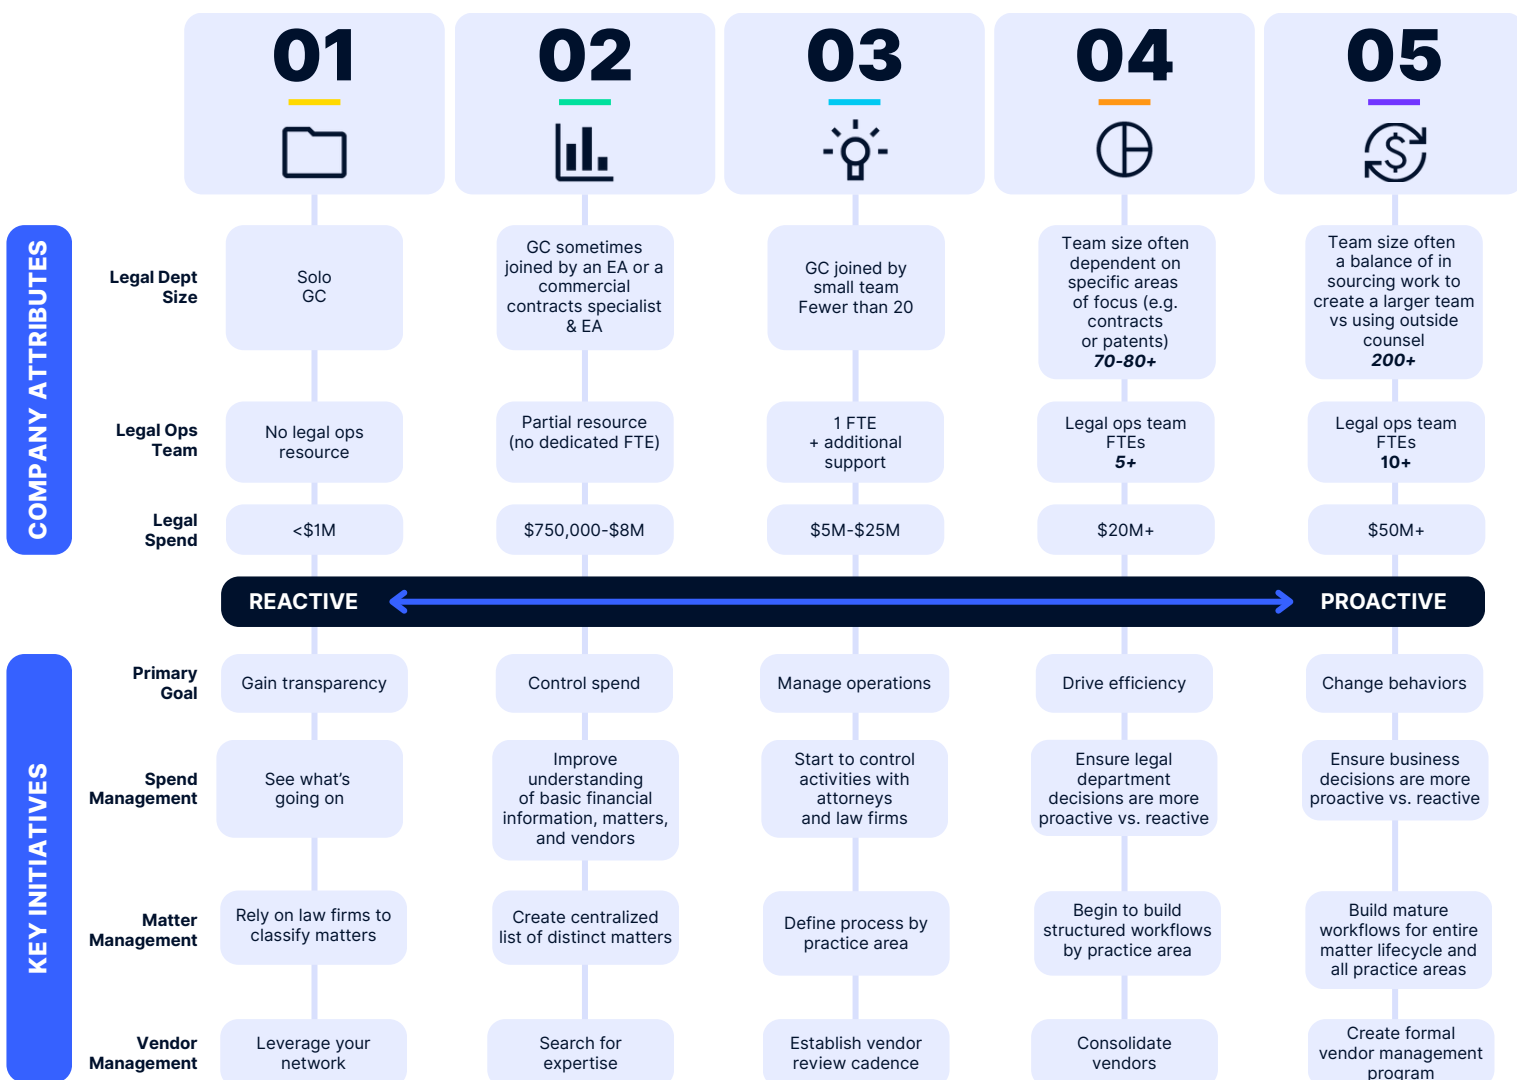 01
02
03
04
05
COMPANY ATTRIBUTES
Legal Dept
Size
Solo
GC
GC sometimes
joined by an EA or a
commercial
contracts specialist
& EA
GC joined by
small team
Fewer than 20
Team size often
dependent on
specific areas
of focus (e.g.
contracts
or patents)
70-80+
Team size often
a balance of in
sourcing work to
create a larger team
vs using outside
counsel
200+
Legal Ops
Team
No legal ops
resource
Partial resource
(no dedicated FTE)
1 FTE
+ additional
support
Legal ops team
FTEs
5+
Legal ops team
FTEs
10+
Legal
Spend
<$1M
$750,000-$8M
$5M-$25M
$20M+
$50M+
REACTIVE
PROACTIVE
KEY INITIATIVES
Primary
Goal
Gain transparency
Control spend
Manage operations
Drive efficiency
Change behaviors
Spend
Management
See what's
going on
Improve
understanding
of basic financial
information, matters,
and vendors
Start to control
activities with
attorneys
and law firms
Ensure legal
department
decisions are more
proactive vs. reactive
Ensure business
decisions are more
proactive vs. reactive
Matter
Management
Rely on law firms to
classify matters
Create centralized
list of distinct matters
Define process by
practice area
Begin to build
structured workflows
by practice area
Build mature
workflows for entire
matter lifecycle and
all practice areas
Vendor
Management
Leverage your
network
Search for
expertise
Establish vendor
review cadence
Consolidate
vendors
Create formal
vendor management
program